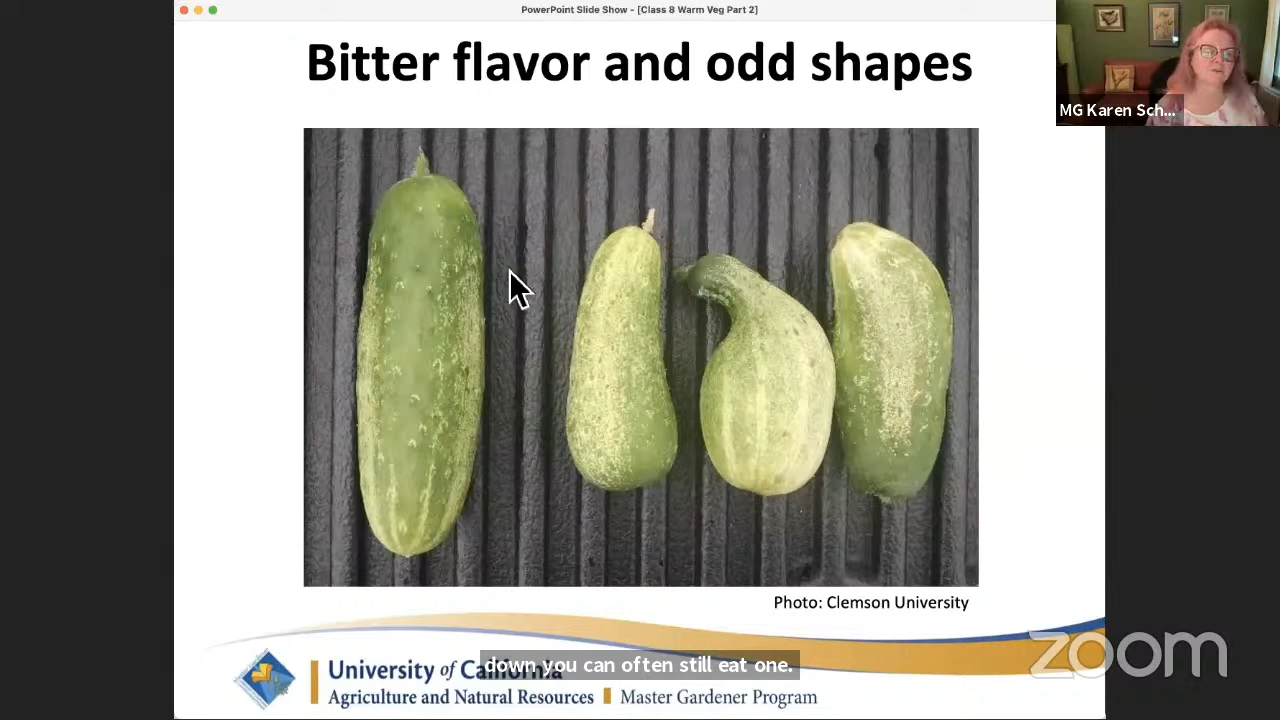 PowerPoint Slide Show - [Class 8 Warm Veg Part 2]
Bitter flavor and odd shapes
MG Karen Sch...
Photo: Clemson University
zoom
down you can often still eat one.
University of California
Agriculture and Natural Resources
Master Gardener Program